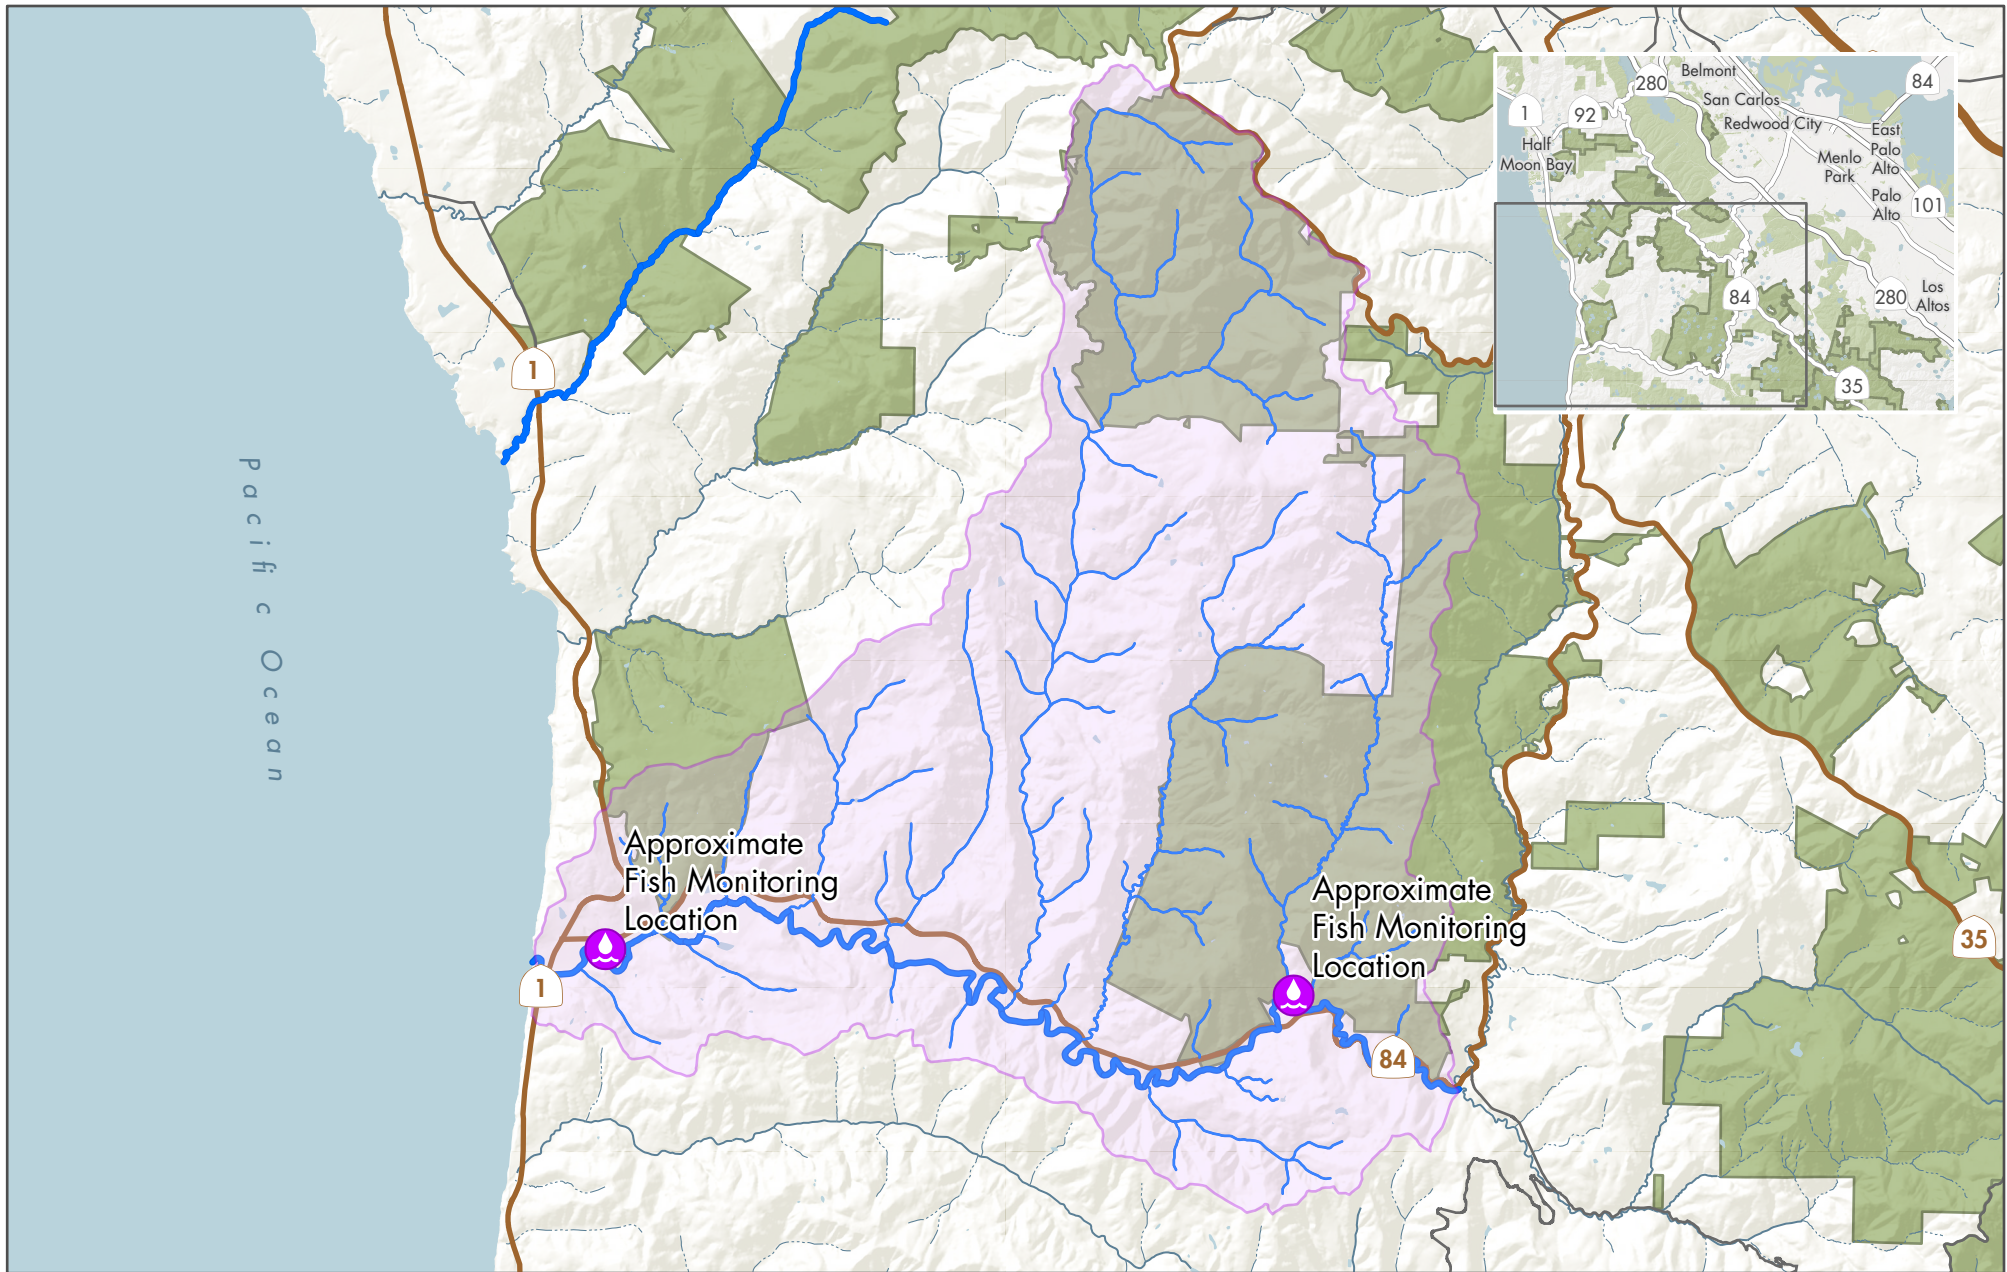 Pacific Ocean
1
Approximate
Fish Monitoring
Location
1
Approximate
Fish Monitoring
Location
84
35
280
Belmont
84
1
92
San Carlos
Redwood City
Half
Moon Bay
East
Palo
Alto
Menlo
Park
Palo
Alto
101
84
280
Los
Altos
35